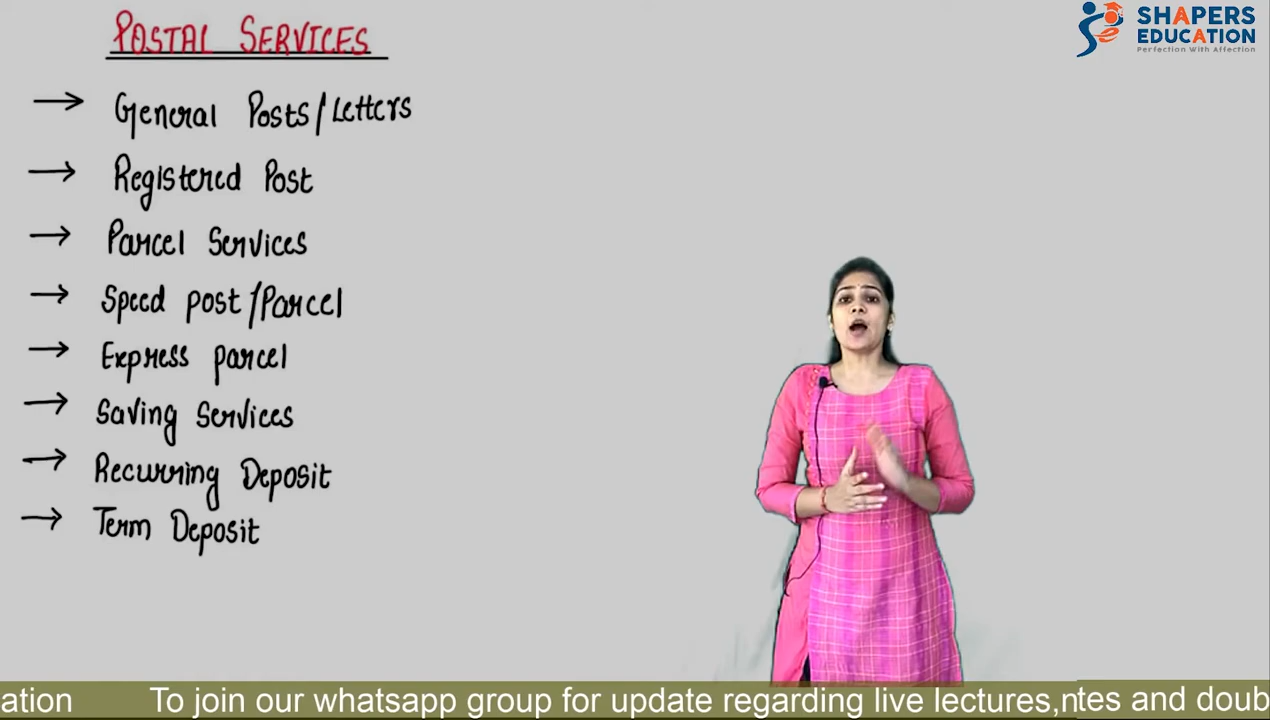 POSTAL SERVICES
SHAPERS
EDUCATION
Perfection With Affection
→ General Posts/Letters
→ Registered Post
→ Parcel Services
→ Speed post/Parcel
→ Express parcel
→ Saving Services
→ Recurring Deposit
→ Term Deposit
ation To join our whatsapp group for update regarding live lectures,ntes and doub